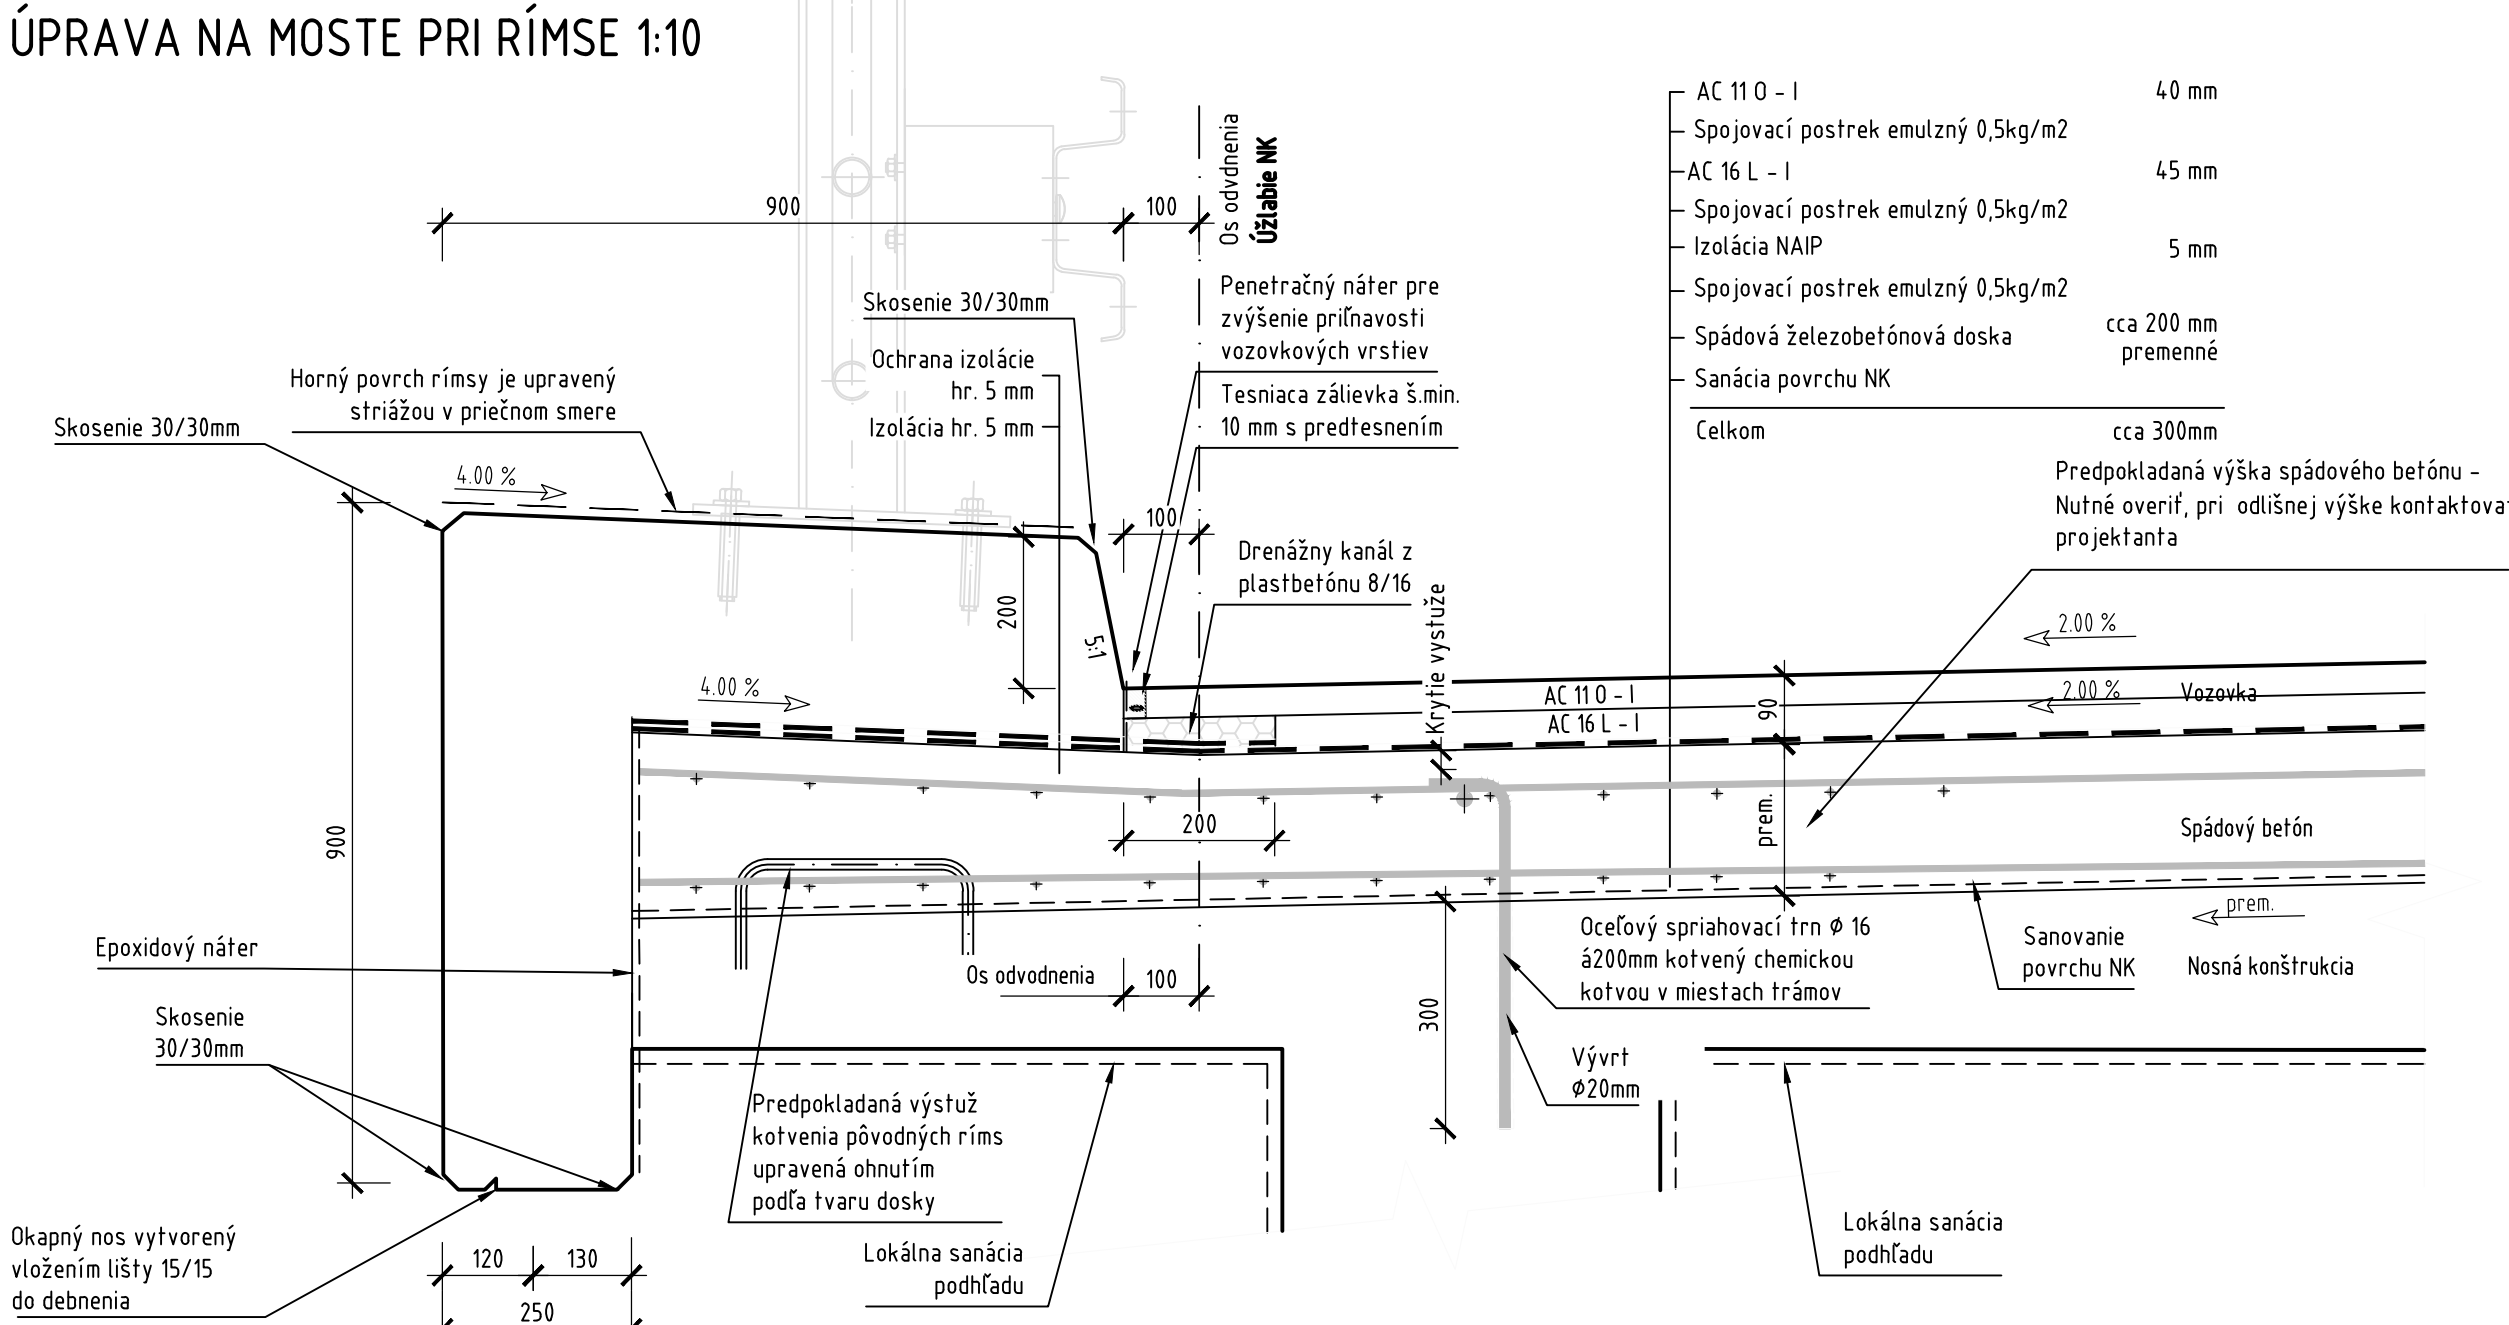 ÚPRAVA NA MOSTE PRI RÍMSE 1:10
AC 11 O - I 40 mm
Spojovací postrek emulzný 0,5kg/m2
AC 16 L - I 45 mm
Spojovací postrek emulzný 0,5kg/m2
Izolácia NAIP 5 mm
Spojovací postrek emulzný 0,5kg/m2
Spádová železobetónová doska cca 200 mm
premenné
Sanácia povrchu NK
Celkom cca 300mm
900
100
Os odvdnenia
Úžlabie NK
Skosenie 30/30mm
Penetračný náter pre
zvýšenie priľnavosti
vozovkových vrstiev
Ochrana izolácie
hr. 5 mm
Izolácia hr. 5 mm
Tesniaca zálievka š.min.
10 mm s predtesnením
Horný povrch rímsy je upravený
striážou v priečnom smere
Skosenie 30/30mm
4.00 %
Predpokladaná výška spádového betónu -
Nutné overiť, pri odlišnej výške kontaktovať
projektanta
100
Drenážny kanál z
plastbetónu 8/16
200
5:1
Krytie vystuže
2.00 %
4.00 %
AC 11 O - I
2.00 %
Vozovka
AC 16 L - I
90
900
200
prem.
Spádový betón
prem.
Epoxidový náter
Os odvodnenia
100
Oceľový spriahovací trn ø 16
á200mm kotvený chemickou
kotvou v miestach trámov
Sanovanie
povrchu NK
Nosná konštrukcia
300
Skosenie
30/30mm
Vývrt
ø20mm
Predpokladaná výstuž
kotvenia pôvodných ríms
upravená ohnutím
podľa tvaru dosky
Okapný nos vytvorený
vložením lišty 15/15
do debnenia
120
130
250
Lokálna sanácia
podhľadu
Lokálna sanácia
podhľadu